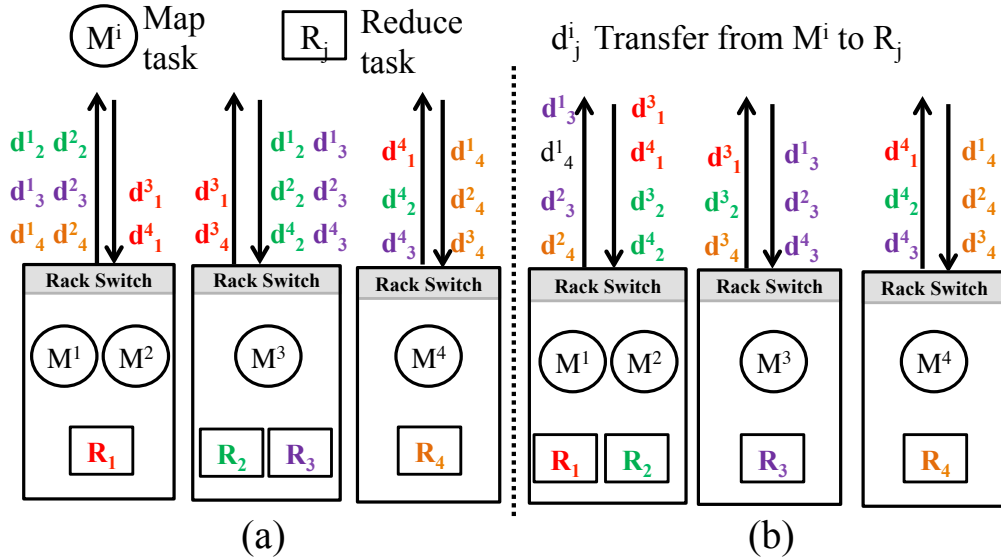 Mⁱ Map task
R_j Reduce task
dⁱ_j Transfer from Mⁱ to R_j
d¹₂ d²₂
d¹₃ d²₃
d¹₄ d²₄
d³₁
d⁴₁
d³₁
d³₄
d¹₂ d¹₃
d²₂ d²₃
d⁴₂ d⁴₃
d⁴₁
d⁴₂
d⁴₃
d¹₄
d²₄
d³₄
d¹₃
d¹₄
d²₃
d²₄
d³₁
d⁴₁
d³₂
d⁴₂
d³₁
d³₂
d³₄
d¹₃
d²₃
d⁴₃
d⁴₁
d⁴₂
d⁴₃
d¹₄
d²₄
d³₄
Rack Switch
Rack Switch
Rack Switch
Rack Switch
Rack Switch
Rack Switch
M¹ M²
M³
M⁴
M¹ M²
M³
M⁴
R₁
R₂ R₃
R₄
R₁ R₂
R₃
R₄
(a)
(b)